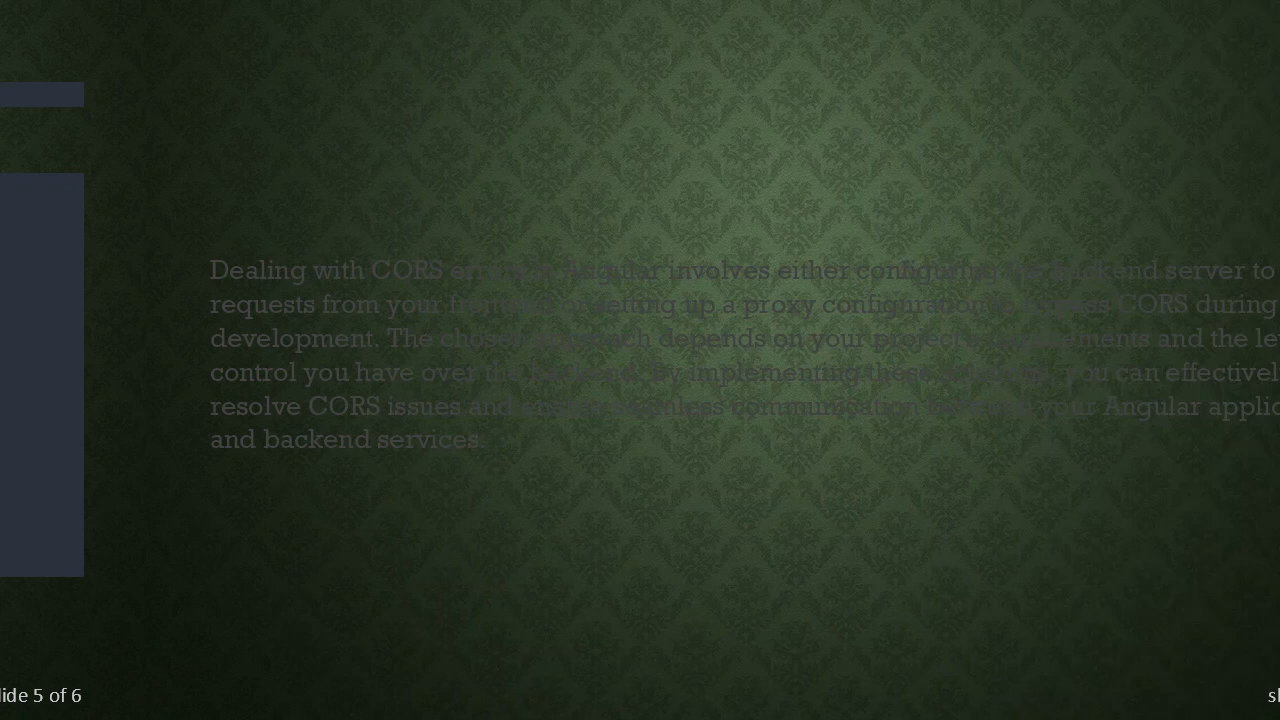 Dealing with CORS errors in Angular involves either configuring the backend server to
requests from your frontend or setting up a proxy configuration to bypass CORS during
development. The chosen approach depends on your project's requirements and the le
control you have over the backend. By implementing these solutions, you can effectivel
resolve CORS issues and ensure seamless communication between your Angular applic
and backend services.
lide 5 of 6
sl